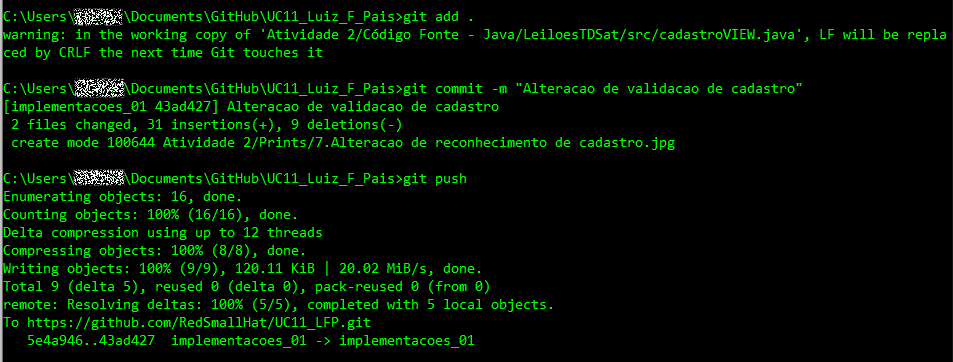 C:\Users\ \Documents\GitHub\UC11_Luiz_F_Pais>git add .
warning: in the working copy of 'Atividade 2/Código Fonte - Java/LeiloesTDSat/src/cadastroVIEW.java', LF will be repla
ced by CRLF the next time Git touches it
C:\Users\ \Documents\GitHub\UC11_Luiz_F_Pais>git commit -m "Alteracao de validacao de cadastro"
[implementacoes_01 43ad427] Alteracao de validacao de cadastro
2 files changed, 31 insertions(+), 9 deletions(-)
create mode 100644 Atividade 2/Prints/7.Alteracao de reconhecimento de cadastro.jpg
C:\Users\ \Documents\GitHub\UC11_Luiz_F_Pais>git push
Enumerating objects: 16, done.
Counting objects: 100% (16/16), done.
Delta compression using up to 12 threads
Compressing objects: 100% (8/8), done.
Writing objects: 100% (9/9), 120.11 KiB | 20.02 MiB/s, done.
Total 9 (delta 5), reused 0 (delta 0), pack-reused 0 (from 0)
remote: Resolving deltas: 100% (5/5), completed with 5 local objects.
To https://github.com/RedSmallHat/UC11_LFP.git
5e4a946..43ad427  implementacoes_01 -> implementacoes_01